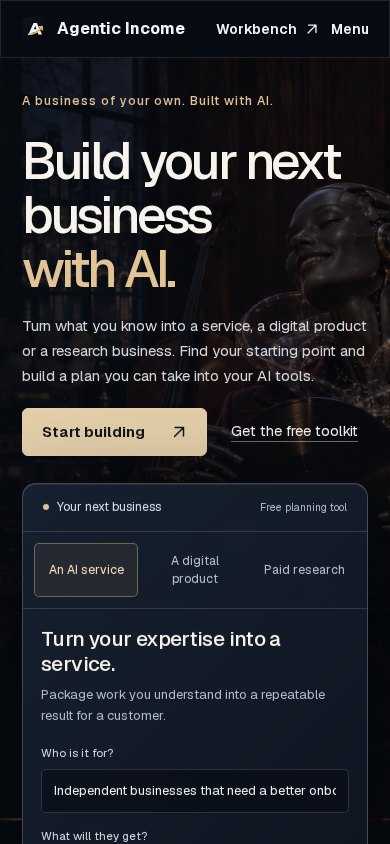 Agentic Income
Workbench ↗ Menu
A business of your own. Built with AI.
Build your next
business
with AI.
Turn what you know into a service, a digital product
or a research business. Find your starting point and
build a plan you can take into your AI tools.
Start building ↗
Get the free toolkit
Your next business
Free planning tool
An AI service
A digital
product
Paid research
Turn your expertise into a
service.
Package work you understand into a repeatable
result for a customer.
Who is it for?
Independent businesses that need a better onbo
What will they get?